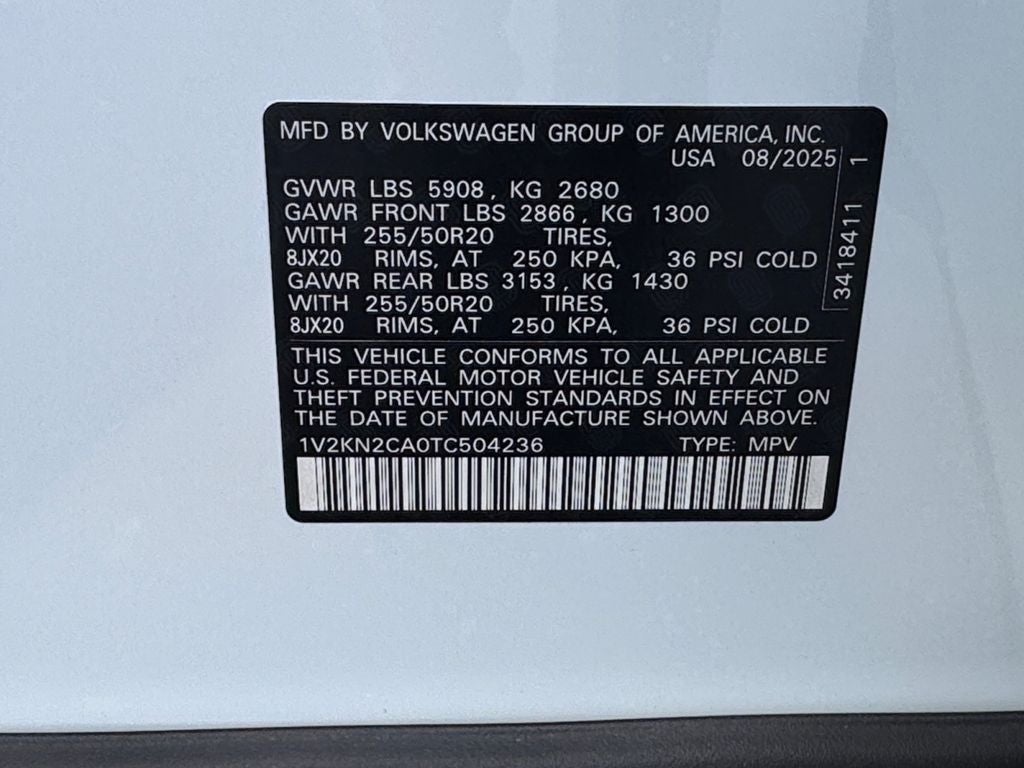 MFD BY VOLKSWAGEN GROUP OF AMERICA, INC.
USA 08/2025
GVWR LBS 5908, KG 2680
GAWR FRONT LBS 2866, KG 1300
WITH 255/50R20 TIRES,
8JX20 RIMS, AT 250 KPA, 36 PSI COLD
GAWR REAR LBS 3153, KG 1430
WITH 255/50R20 TIRES,
8JX20 RIMS, AT 250 KPA, 36 PSI COLD
3418411 1
THIS VEHICLE CONFORMS TO ALL APPLICABLE
U.S. FEDERAL MOTOR VEHICLE SAFETY AND
THEFT PREVENTION STANDARDS IN EFFECT ON
THE DATE OF MANUFACTURE SHOWN ABOVE.
1V2KN2CA0TC504236 TYPE: MPV